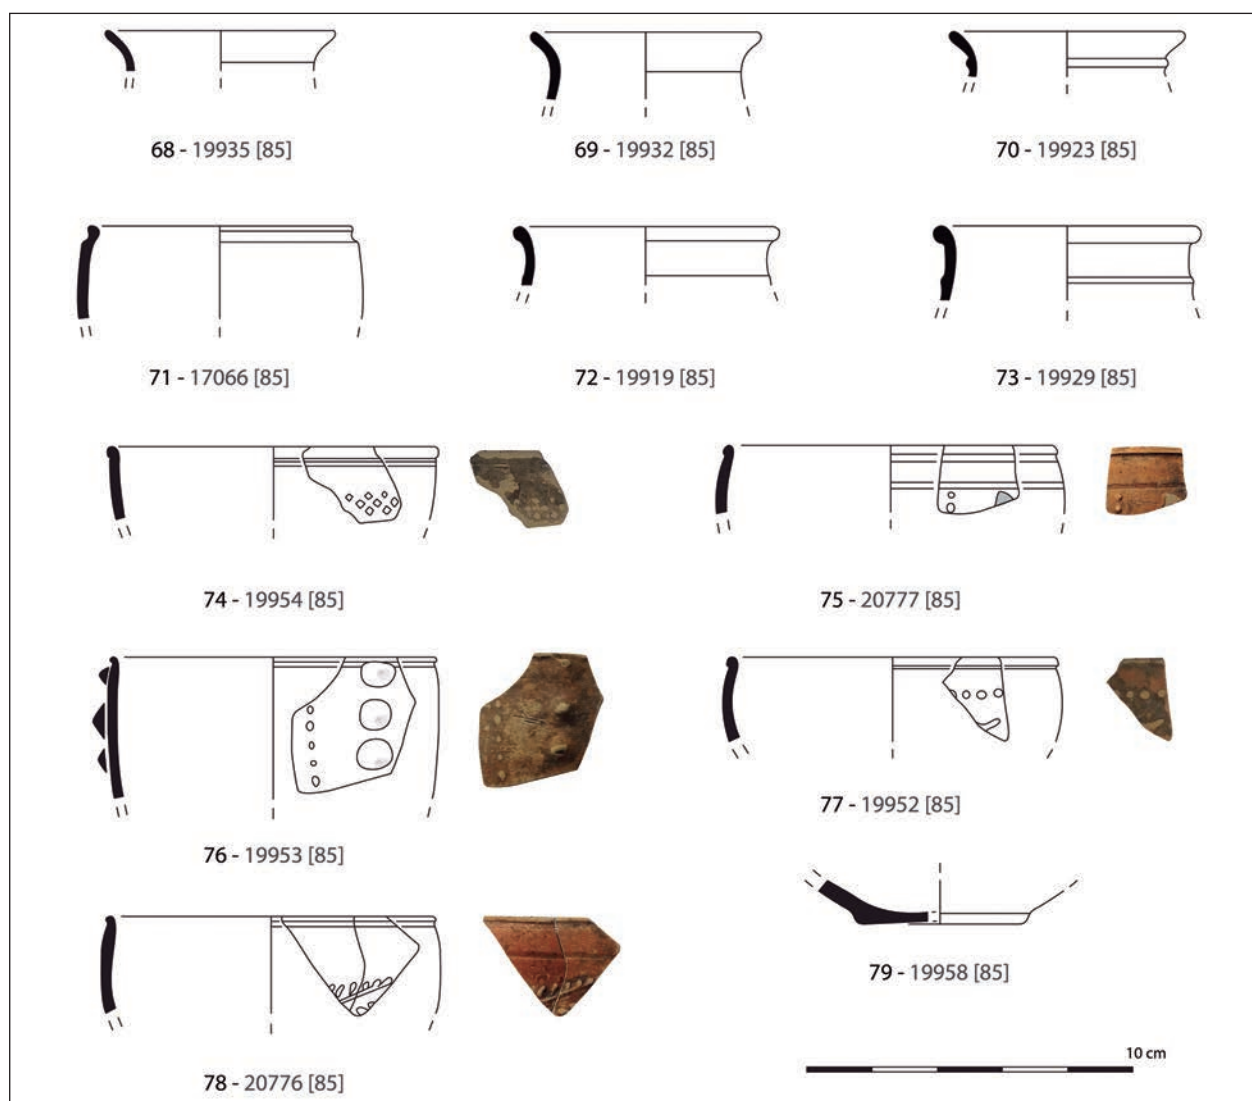 68 - 19935 [85]
69 - 19932 [85]
70 - 19923 [85]
71 - 17066 [85]
72 - 19919 [85]
73 - 19929 [85]
74 - 19954 [85]
75 - 20777 [85]
76 - 19953 [85]
77 - 19952 [85]
78 - 20776 [85]
79 - 19958 [85]
10 cm